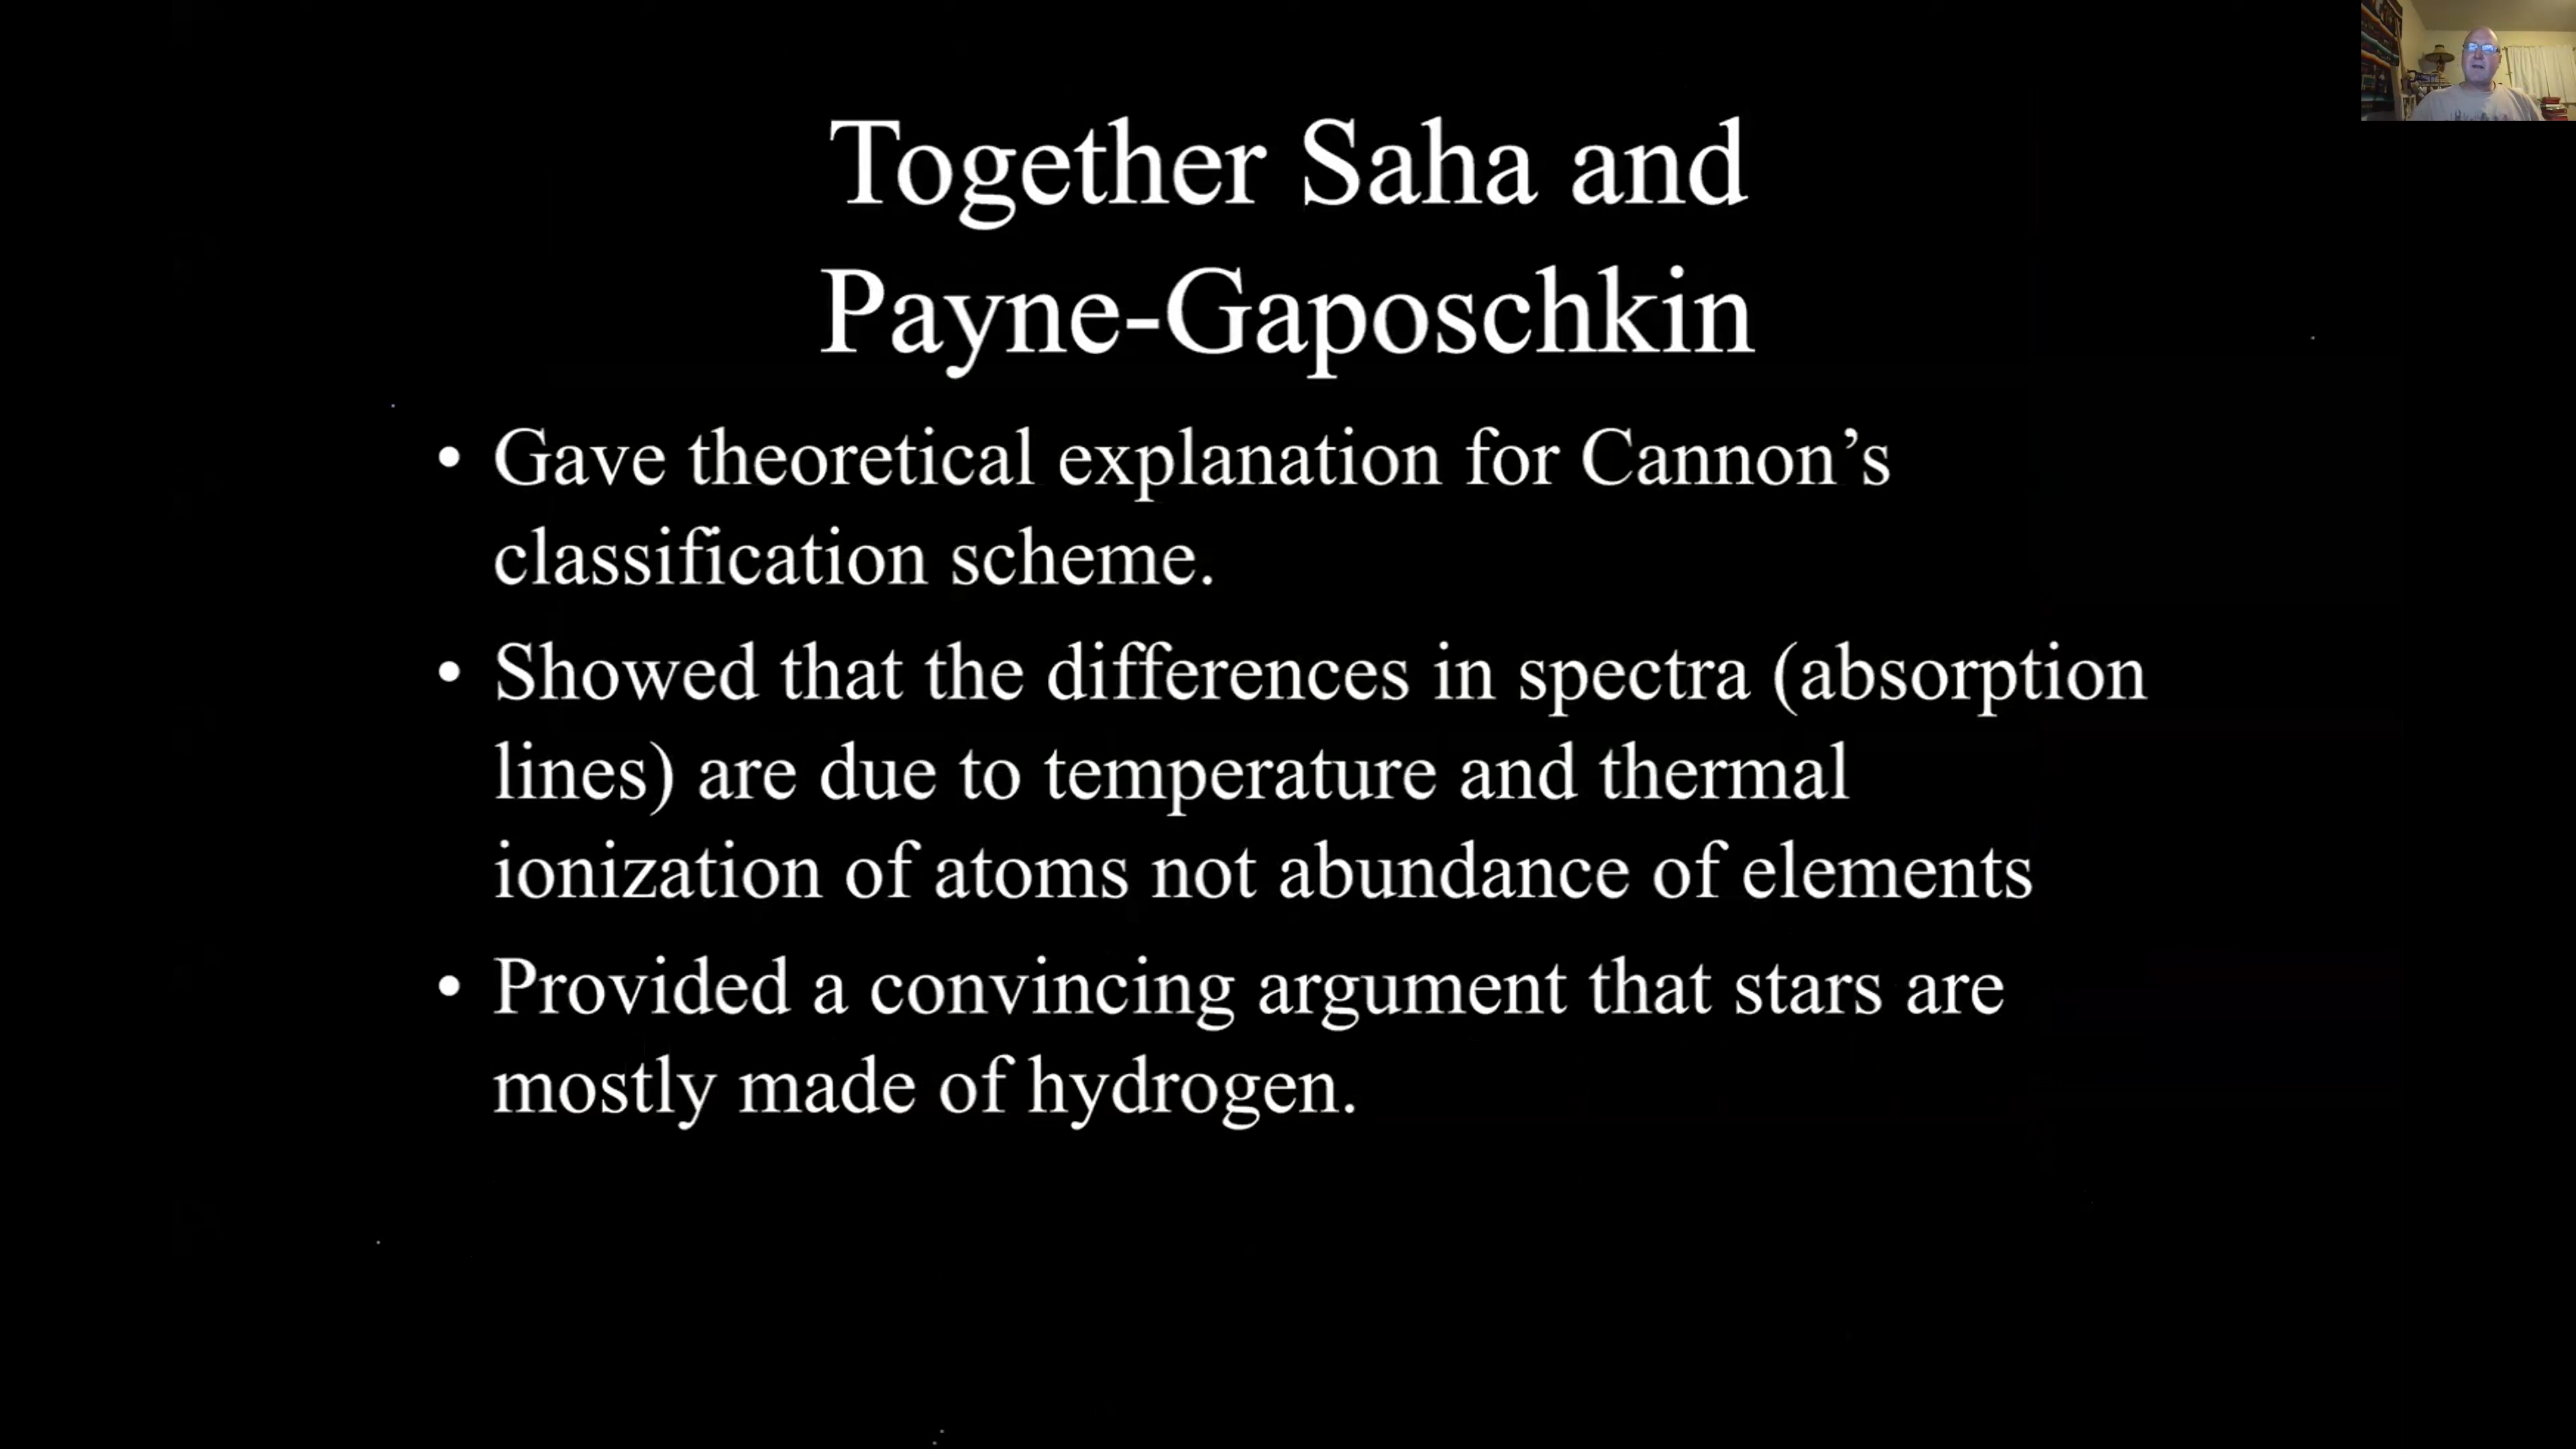 Together Saha and
Payne-Gaposchkin
• Gave theoretical explanation for Cannon’s
classification scheme.
• Showed that the differences in spectra (absorption
lines) are due to temperature and thermal
ionization of atoms not abundance of elements
• Provided a convincing argument that stars are
mostly made of hydrogen.